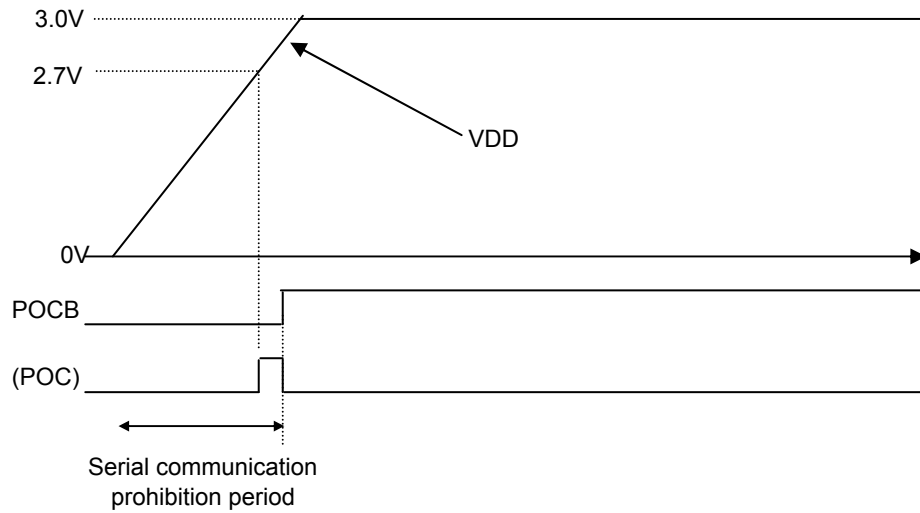 3.0V
2.7V
VDD
0V
POCB
(POC)
Serial communication
prohibition period